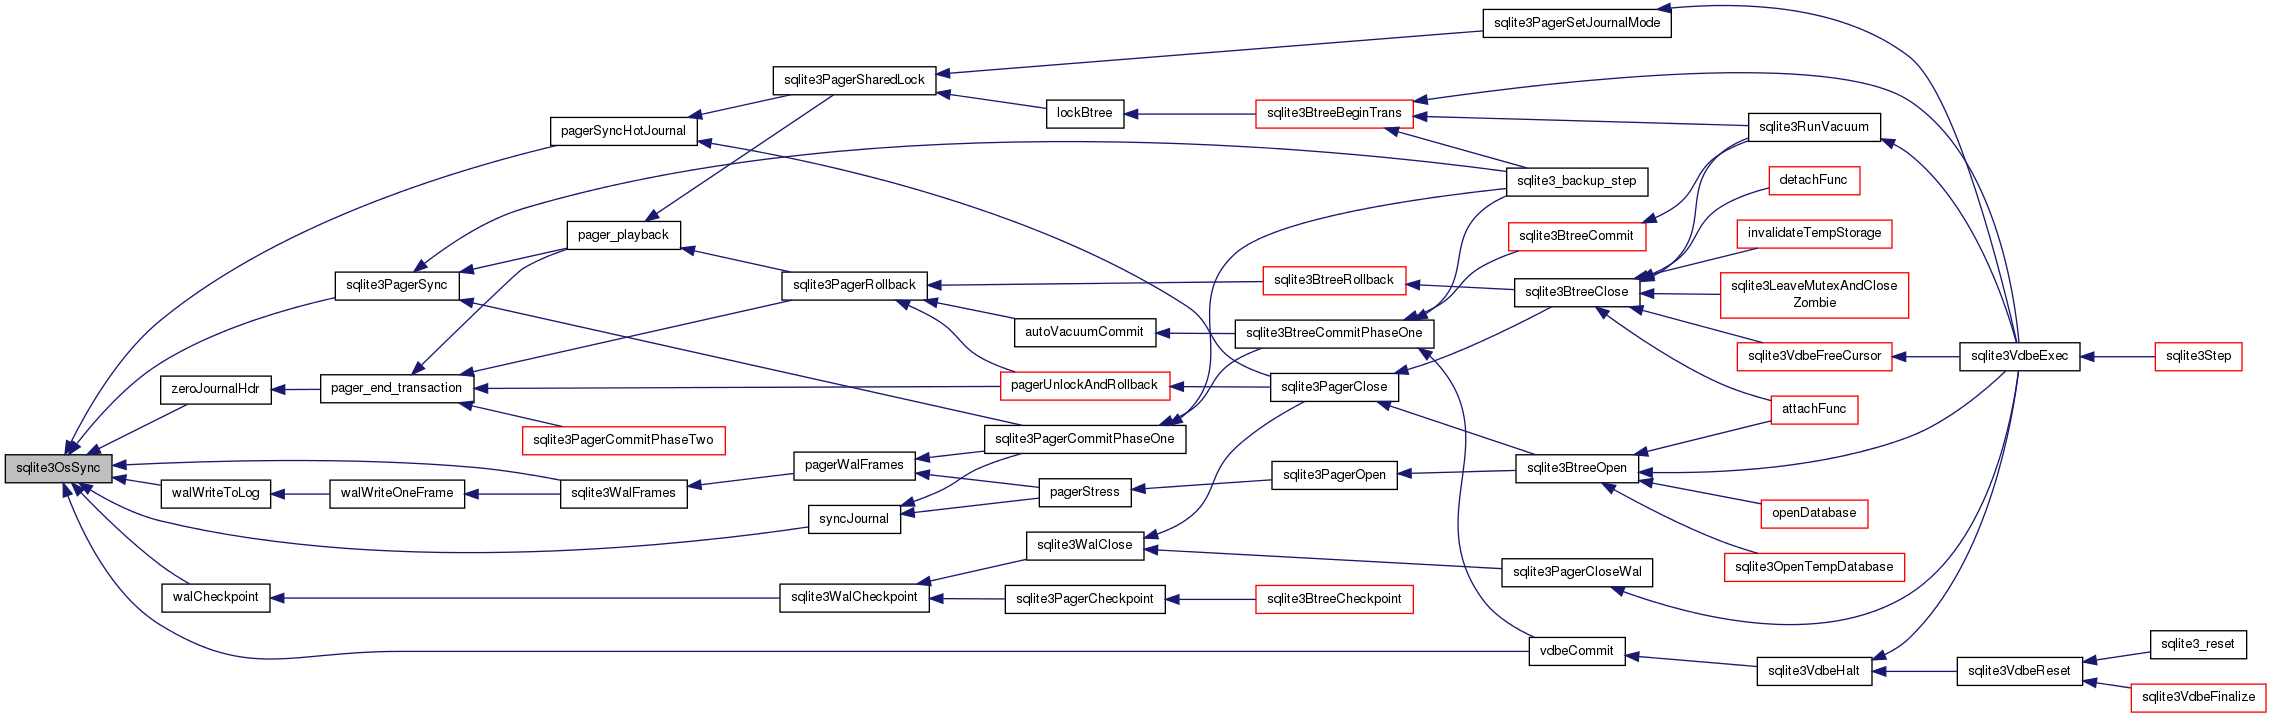 sqlite3PagerSetJournalMode
sqlite3PagerSharedLock
lockBtree
sqlite3BtreeBeginTrans
sqlite3RunVacuum
pagerSyncHotJournal
sqlite3_backup_step
detachFunc
pager_playback
sqlite3BtreeCommit
invalidateTempStorage
sqlite3PagerSync
sqlite3PagerRollback
sqlite3BtreeRollback
sqlite3BtreeClose
sqlite3LeaveMutexAndClose
Zombie
autoVacuumCommit
sqlite3BtreeCommitPhaseOne
sqlite3VdbeFreeCursor
sqlite3VdbeExec
sqlite3Step
zeroJournalHdr
pager_end_transaction
pagerUnlockAndRollback
sqlite3PagerClose
attachFunc
sqlite3PagerCommitPhaseTwo
sqlite3PagerCommitPhaseOne
sqlite3OsSync
pagerWalFrames
sqlite3PagerOpen
sqlite3BtreeOpen
walWriteToLog
walWriteOneFrame
sqlite3WalFrames
pagerStress
openDatabase
syncJournal
sqlite3WalClose
sqlite3PagerCloseWal
sqlite3OpenTempDatabase
walCheckpoint
sqlite3WalCheckpoint
sqlite3PagerCheckpoint
sqlite3BtreeCheckpoint
vdbeCommit
sqlite3VdbeHalt
sqlite3VdbeReset
sqlite3_reset
sqlite3VdbeFinalize